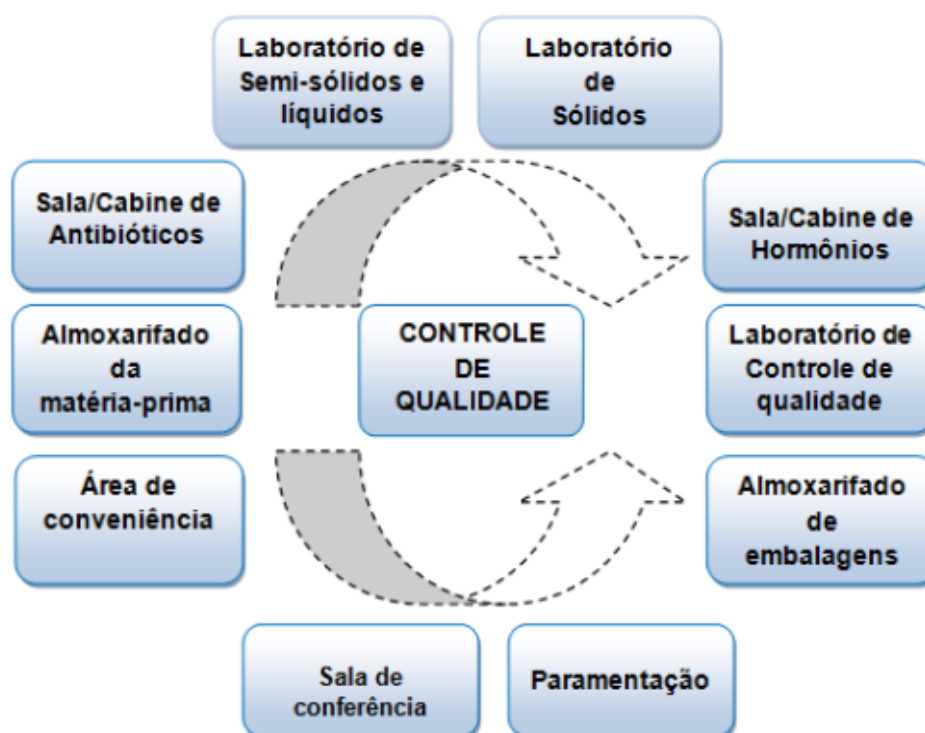 Laboratório de
Semi-sólidos e
líquidos
Laboratório
de
Sólidos
Sala/Cabine de
Antibióticos
Sala/Cabine de
Hormônios
Almoxarifado
da
matéria-prima
CONTROLE
DE
QUALIDADE
Laboratório de
Controle de
qualidade
Área de
conveniência
Almoxarifado
de
embalagens
Sala de
conferência
Paramentação